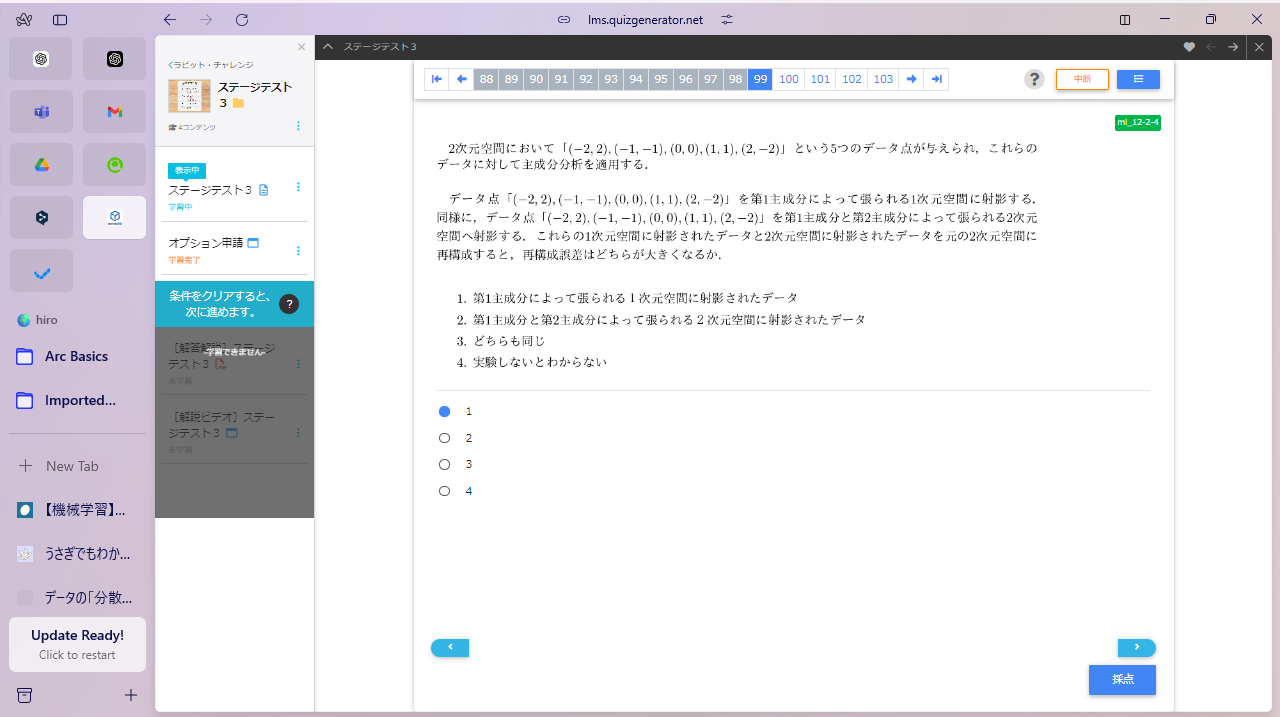 lms.quizgenerator.net
hiro
Arc Basics
Imported...
New Tab
【機械学習】...
うさぎでもわか...
データの「分散...
Update Ready!
Click to restart
ラビット・チャレンジ
ステージテスト
3
4コンテンツ
表示中
ステージテスト3
学習中
オプション申請
学習完了
条件をクリアすると、
次に進めます。
?
［解答解説］ステージ
-学習できません-
テスト3
未学習
［解説ビデオ］ステー
ジテスト3
未学習
ステージテスト3
88 89 90 91 92 93 94 95 96 97 98 99 100 101 102 103
?
中断
ml_12-2-4
2次元空間において「(−2, 2), (−1, −1), (0, 0), (1, 1), (2, −2)」という5つのデータ点が与えられ，これらの
データに対して主成分分析を適用する．
データ点「(−2, 2), (−1, −1), (0, 0), (1, 1), (2, −2)」を第1主成分によって張られる1次元空間に射影する．
同様に，データ点「(−2, 2), (−1, −1), (0, 0), (1, 1), (2, −2)」を第1主成分と第2主成分によって張られる2次元
空間へ射影する．これらの1次元空間に射影されたデータと2次元空間に射影されたデータを元の2次元空間に
再構成すると，再構成誤差はどちらが大きくなるか．
1. 第1主成分によって張られる１次元空間に射影されたデータ
2. 第1主成分と第2主成分によって張られる２次元空間に射影されたデータ
3. どちらも同じ
4. 実験しないとわからない
1
2
3
4
採点